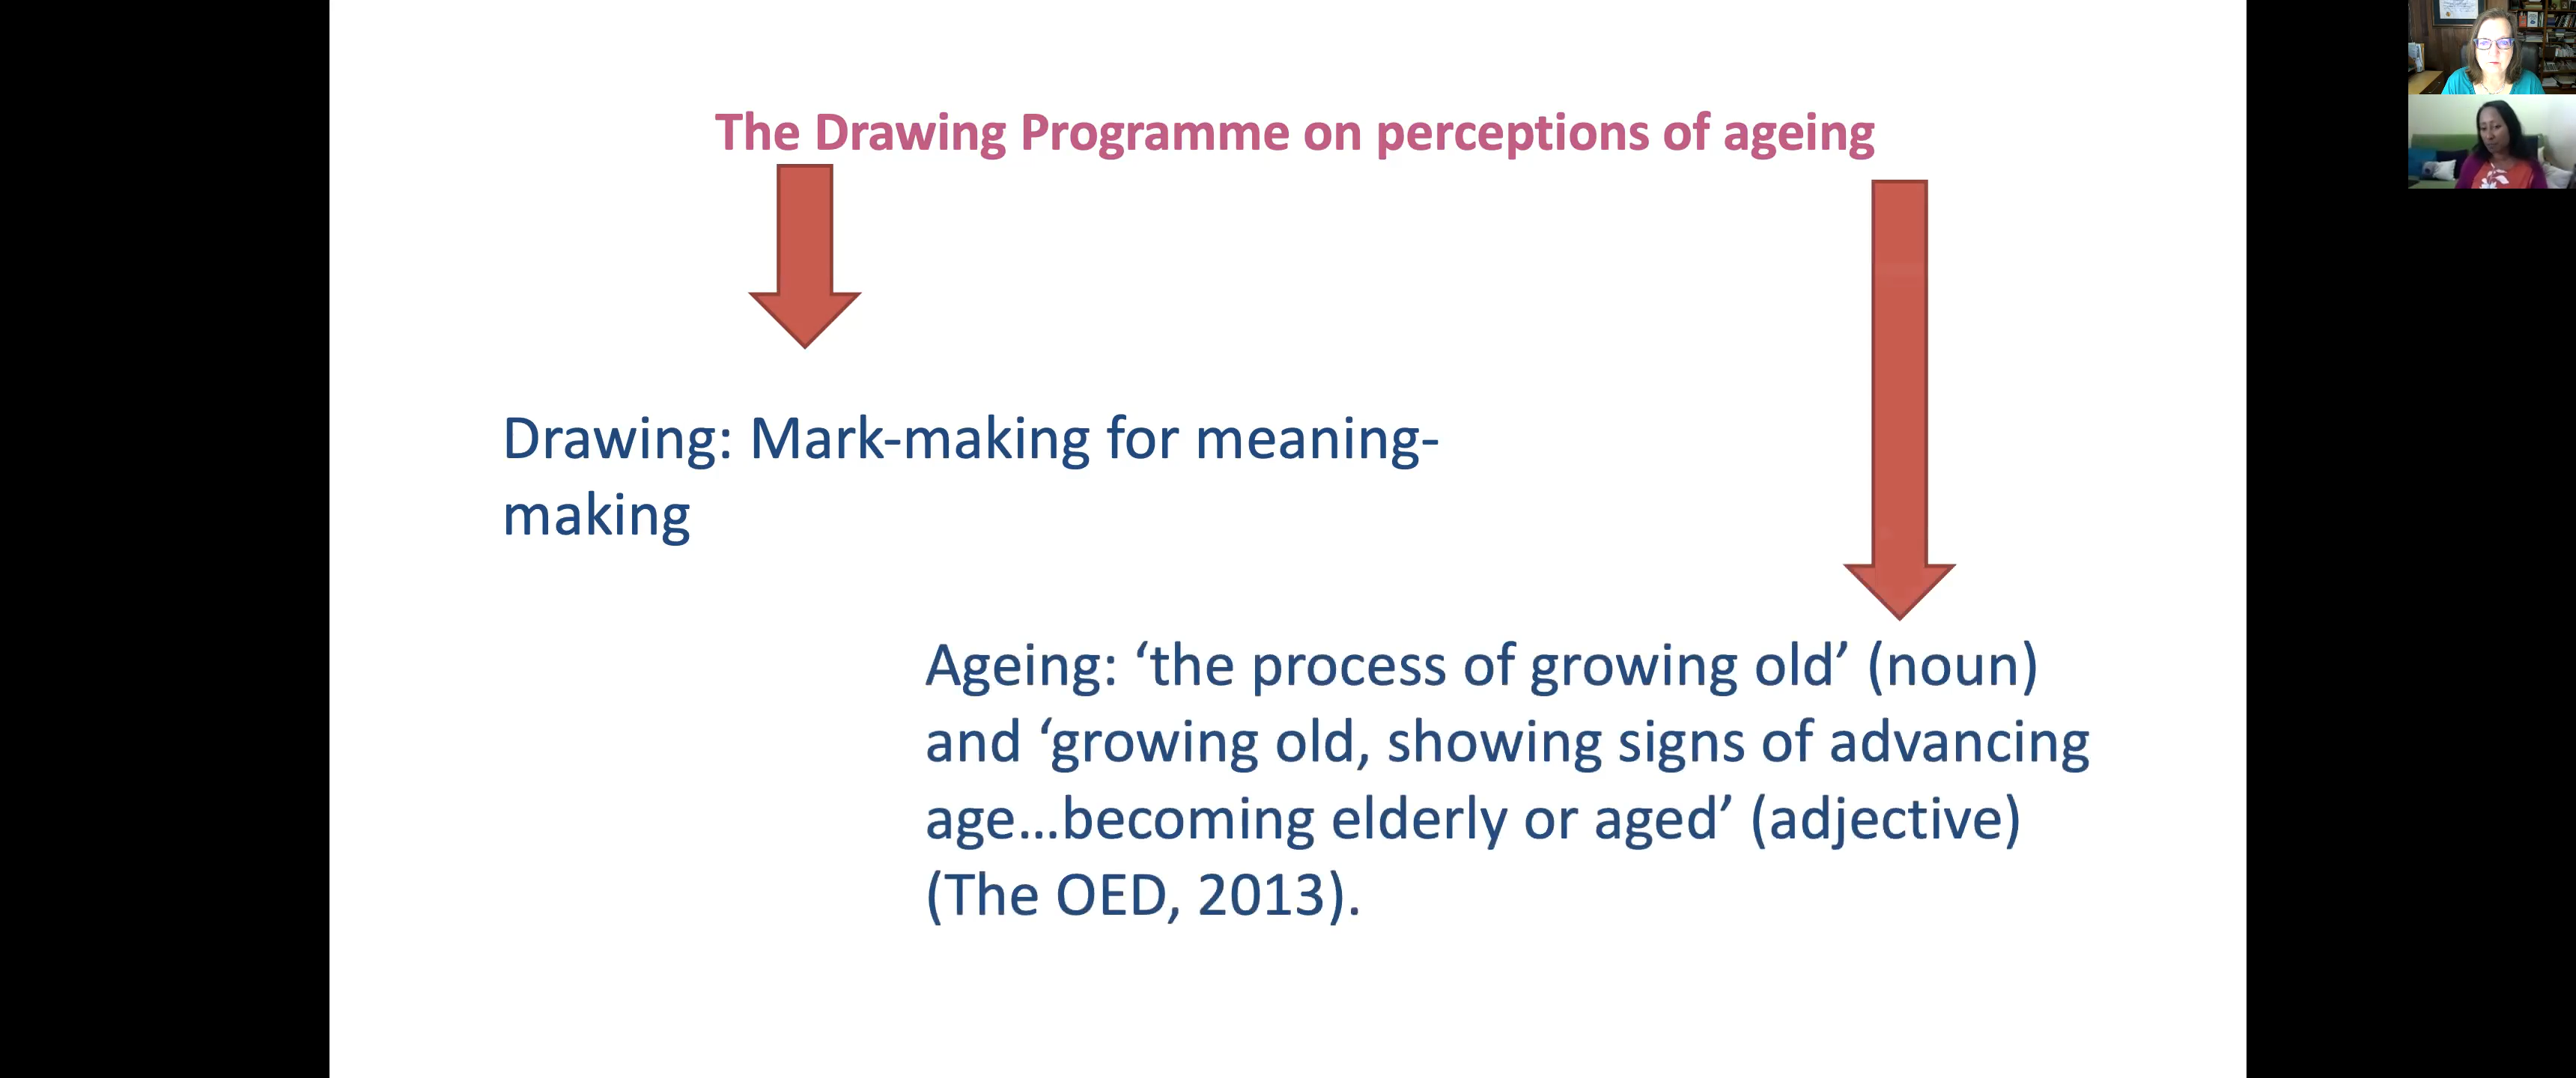 The Drawing Programme on perceptions of ageing
Drawing: Mark-making for meaning-
making
Ageing: ‘the process of growing old’ (noun)
and ‘growing old, showing signs of advancing
age…becoming elderly or aged’ (adjective)
(The OED, 2013).